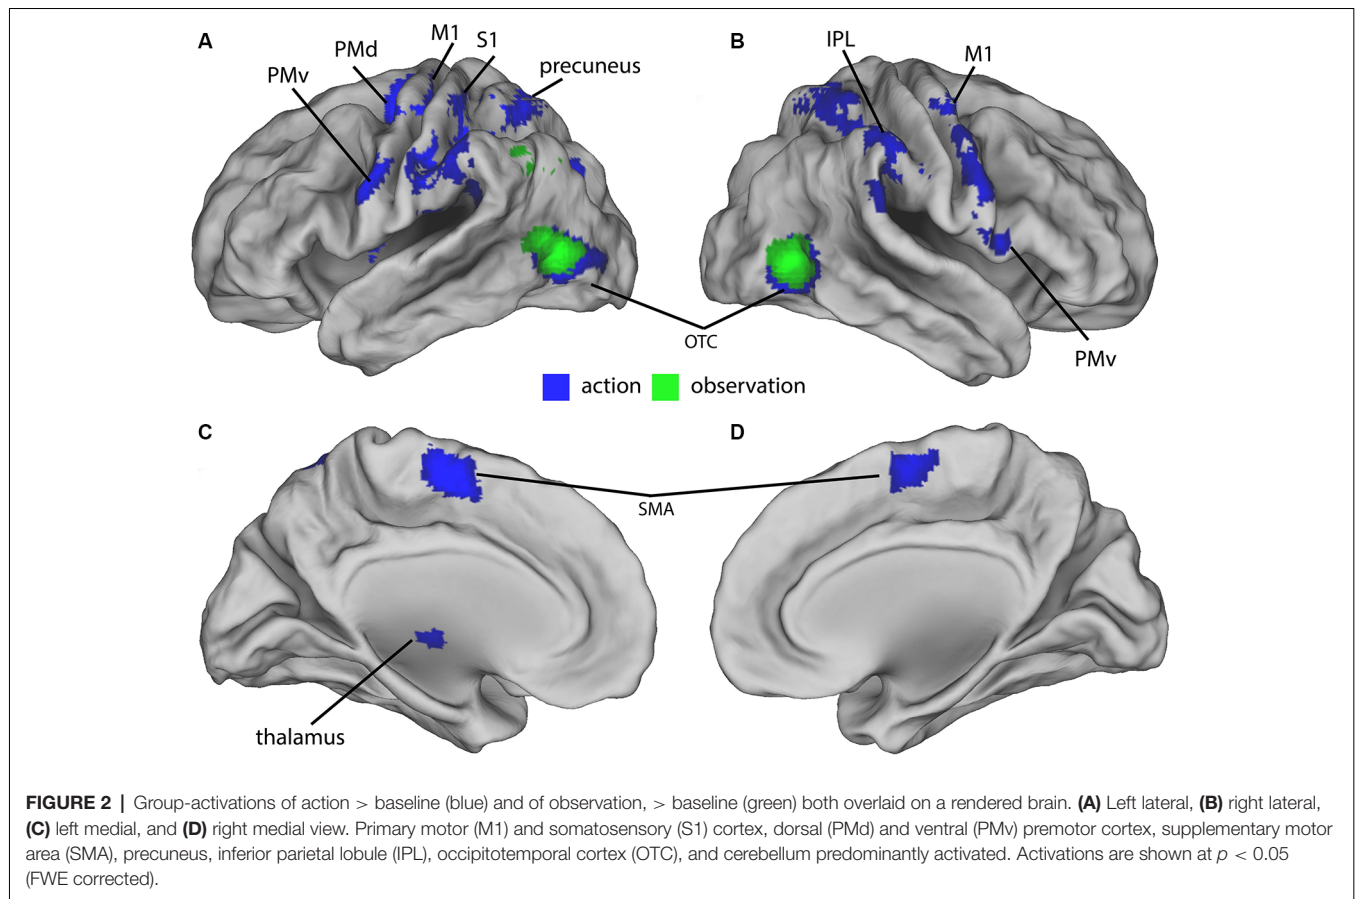 A
PMv
PMd
M1
S1
precuneus
B
IPL
M1
PMv
OTC
action
observation
C
D
SMA
thalamus
FIGURE 2 | Group-activations of action > baseline (blue) and of observation, > baseline (green) both overlaid on a rendered brain. (A) Left lateral, (B) right lateral,
(C) left medial, and (D) right medial view. Primary motor (M1) and somatosensory (S1) cortex, dorsal (PMd) and ventral (PMv) premotor cortex, supplementary motor
area (SMA), precuneus, inferior parietal lobule (IPL), occipitotemporal cortex (OTC), and cerebellum predominantly activated. Activations are shown at p < 0.05
(FWE corrected).